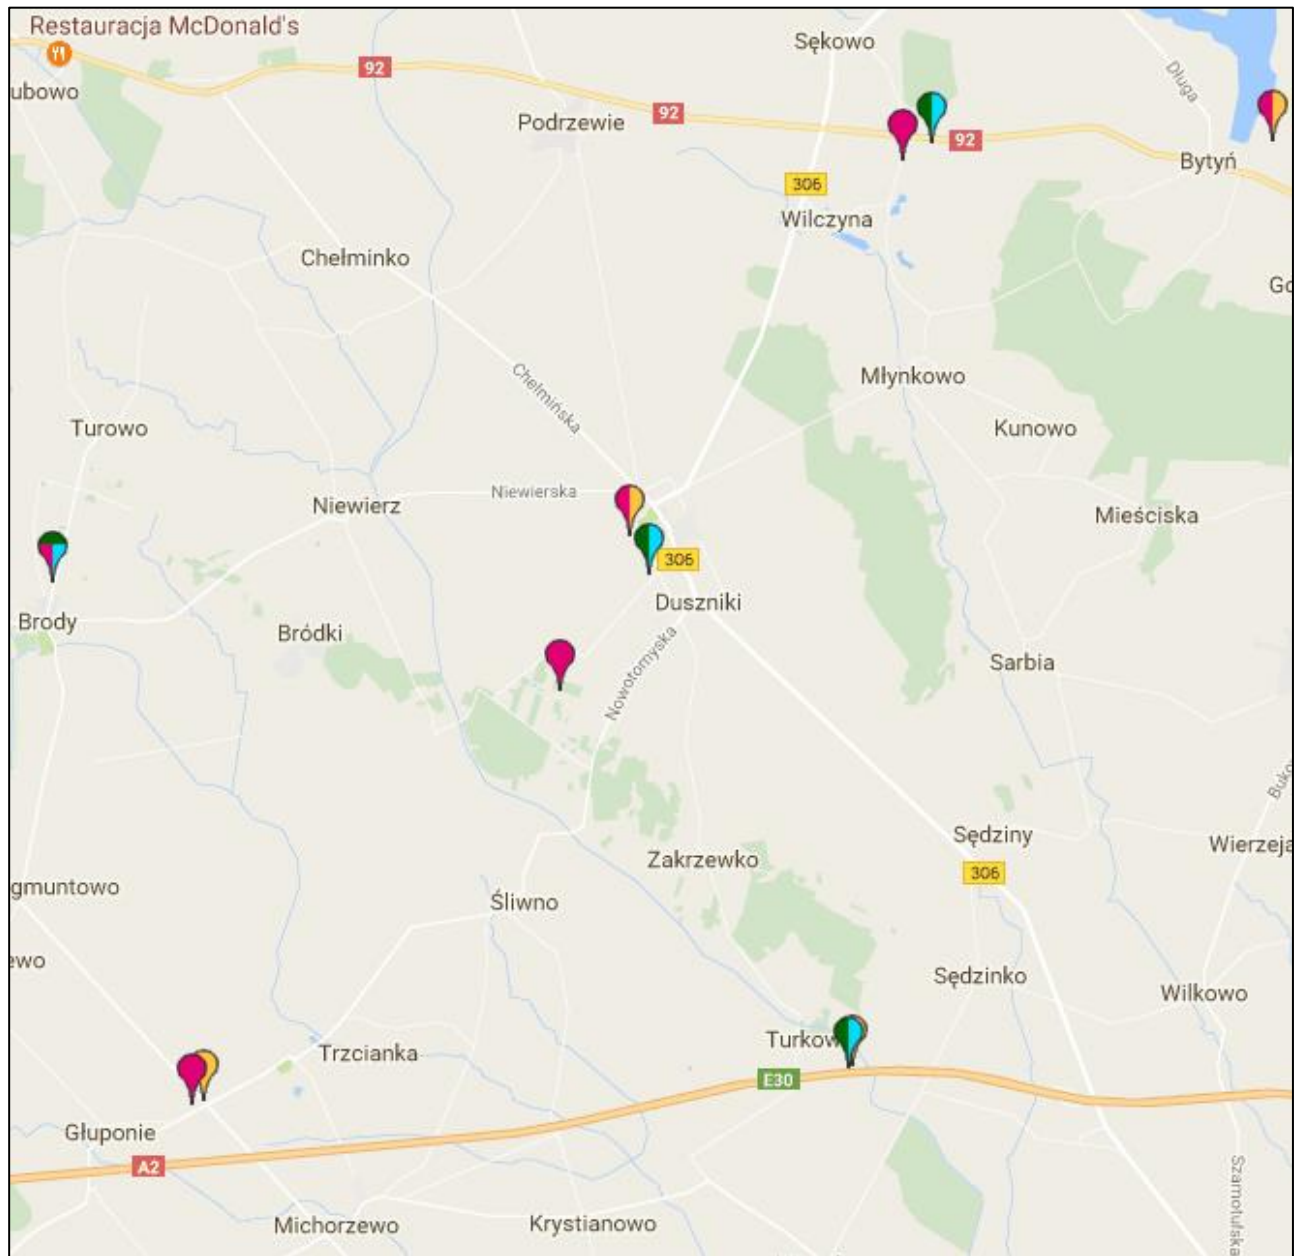 Restauracja McDonald's
Sękowo
92
Długa
ubowo
92
Podrzewie
92
Bytyń
306
Wilczyna
Chełminko
Go
Młynkowo
Chełmińska
Turowo
Kunowo
Niewierz
Niewierska
Mieściska
306
Duszniki
Brody
Bródki
Nowotomyska
Sarbia
Buko
Sędziny
Wierzeja
Zakrzewko
306
gmuntowo
Śliwno
ewo
Sędzinko
Wilkowo
Turkow
Trzcianka
E30
Głuponie
A2
Szamotulska
Michorzewo
Krystianowo